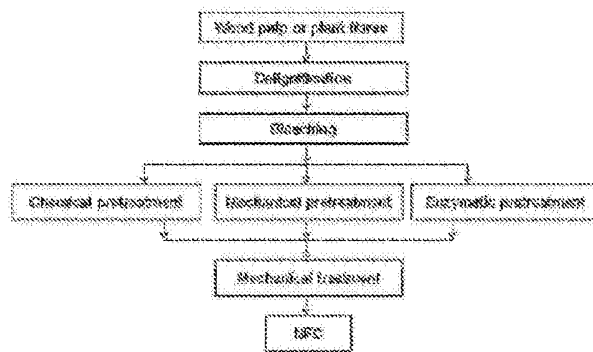 Wood pulp or plant fibres
Delignification
Bleaching
Chemical pretreatment
Mechanical pretreatment
Enzymatic pretreatment
Mechanical treatment
NFC